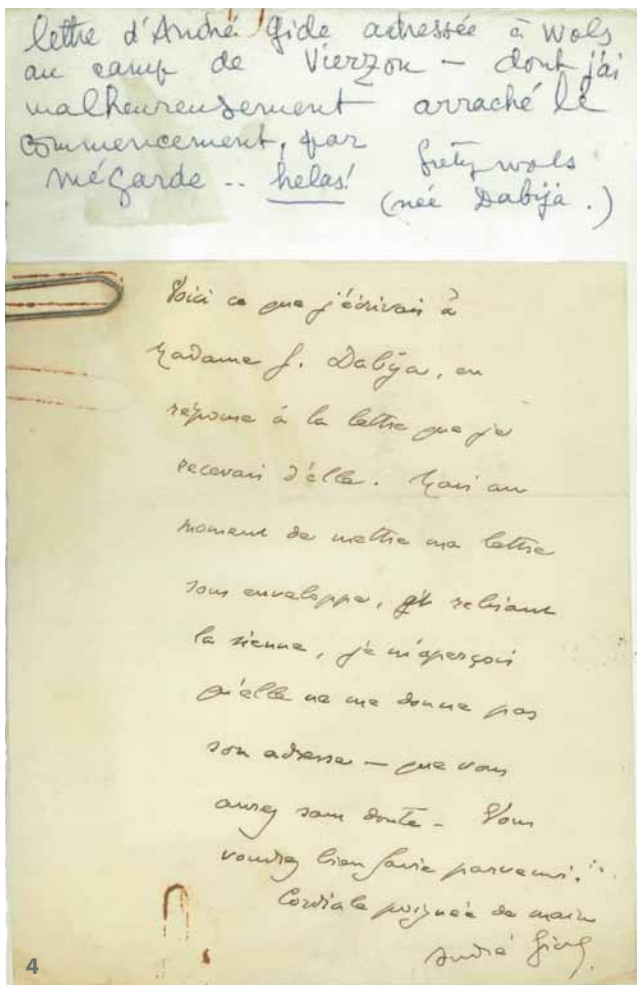 lettre d'André Gide adressée à Wols
au camp de Vierzon – dont j'ai
malheureusement arraché le
commencement, par
mégarde .. helas!
Grety wols
(née Dabija.)
Voici ce que j'écrivais à
Madame G. Dabija, en
réponse à la lettre que je
recevais d'elle. Mais au
moment de mettre ma lettre
sous enveloppe, et relisant
la sienne, je m'aperçois
qu'elle ne me donne pas
son adresse — que vous
aurez sans doute – Vous
voudrez bien faire parvenir.
Cordiale poignée de main
André Gide.
4